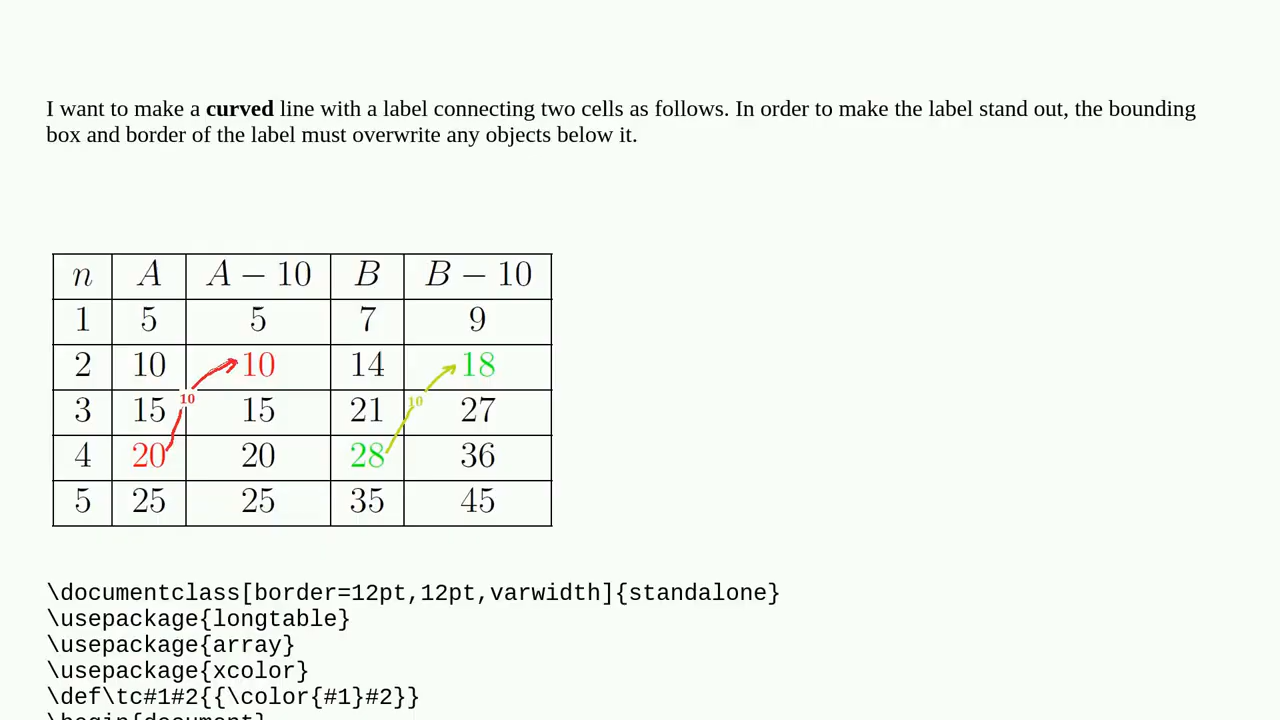 I want to make a curved line with a label connecting two cells as follows. In order to make the label stand out, the bounding
box and border of the label must overwrite any objects below it.
n A A − 10 B B − 10
1 5 5 7 9
2 10 10 14 18
10 10
3 15 15 21 27
4 20 20 28 36
5 25 25 35 45
\documentclass[border=12pt,12pt,varwidth]{standalone}
\usepackage{longtable}
\usepackage{array}
\usepackage{xcolor}
\def\tc#1#2{{\color{#1}#2}}
\begin{document}